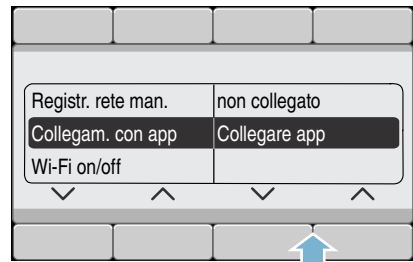 Registr. rete man. non collegato
Collegam. con app Collegare app
Wi-Fi on/off